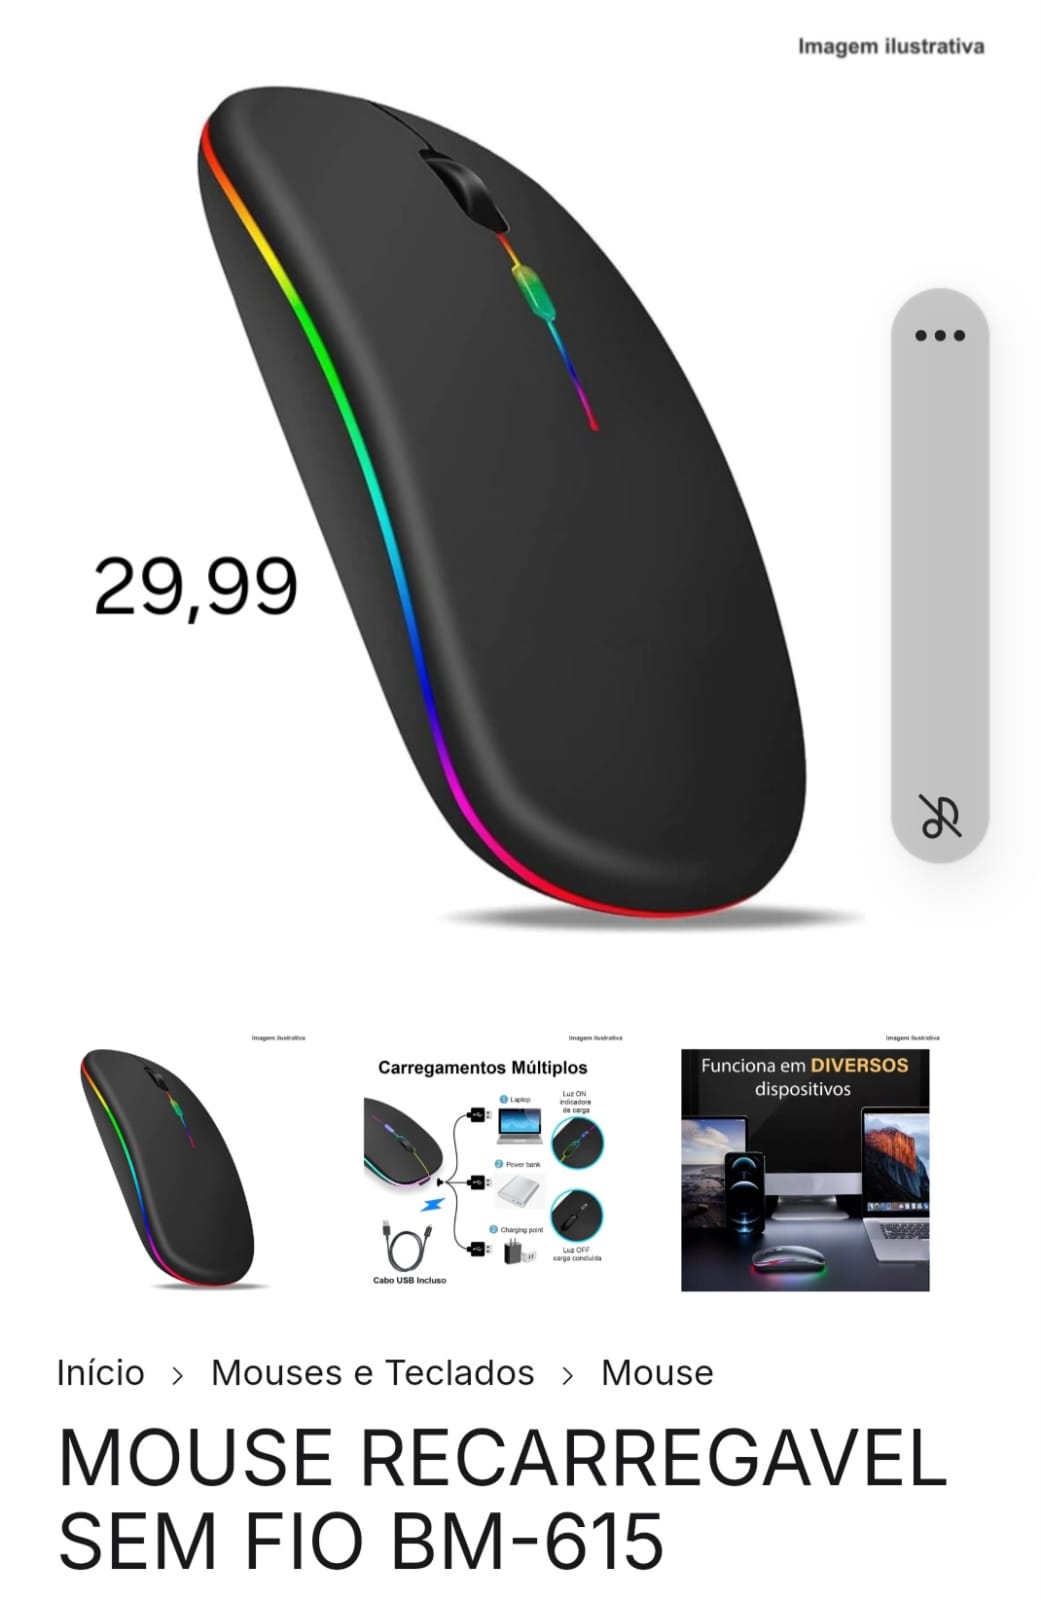 Imagem ilustrativa
29,99
Imagem ilustrativa
Imagem ilustrativa
Imagem ilustrativa
Carregamentos Múltiplos
1 Laptop
Luz ON
indicadora
de carga
2 Power bank
3 Charging point
Luz OFF
carga concluída
Cabo USB Incluso
Funciona em DIVERSOS
dispositivos
Início > Mouses e Teclados > Mouse
MOUSE RECARREGAVEL
SEM FIO BM-615